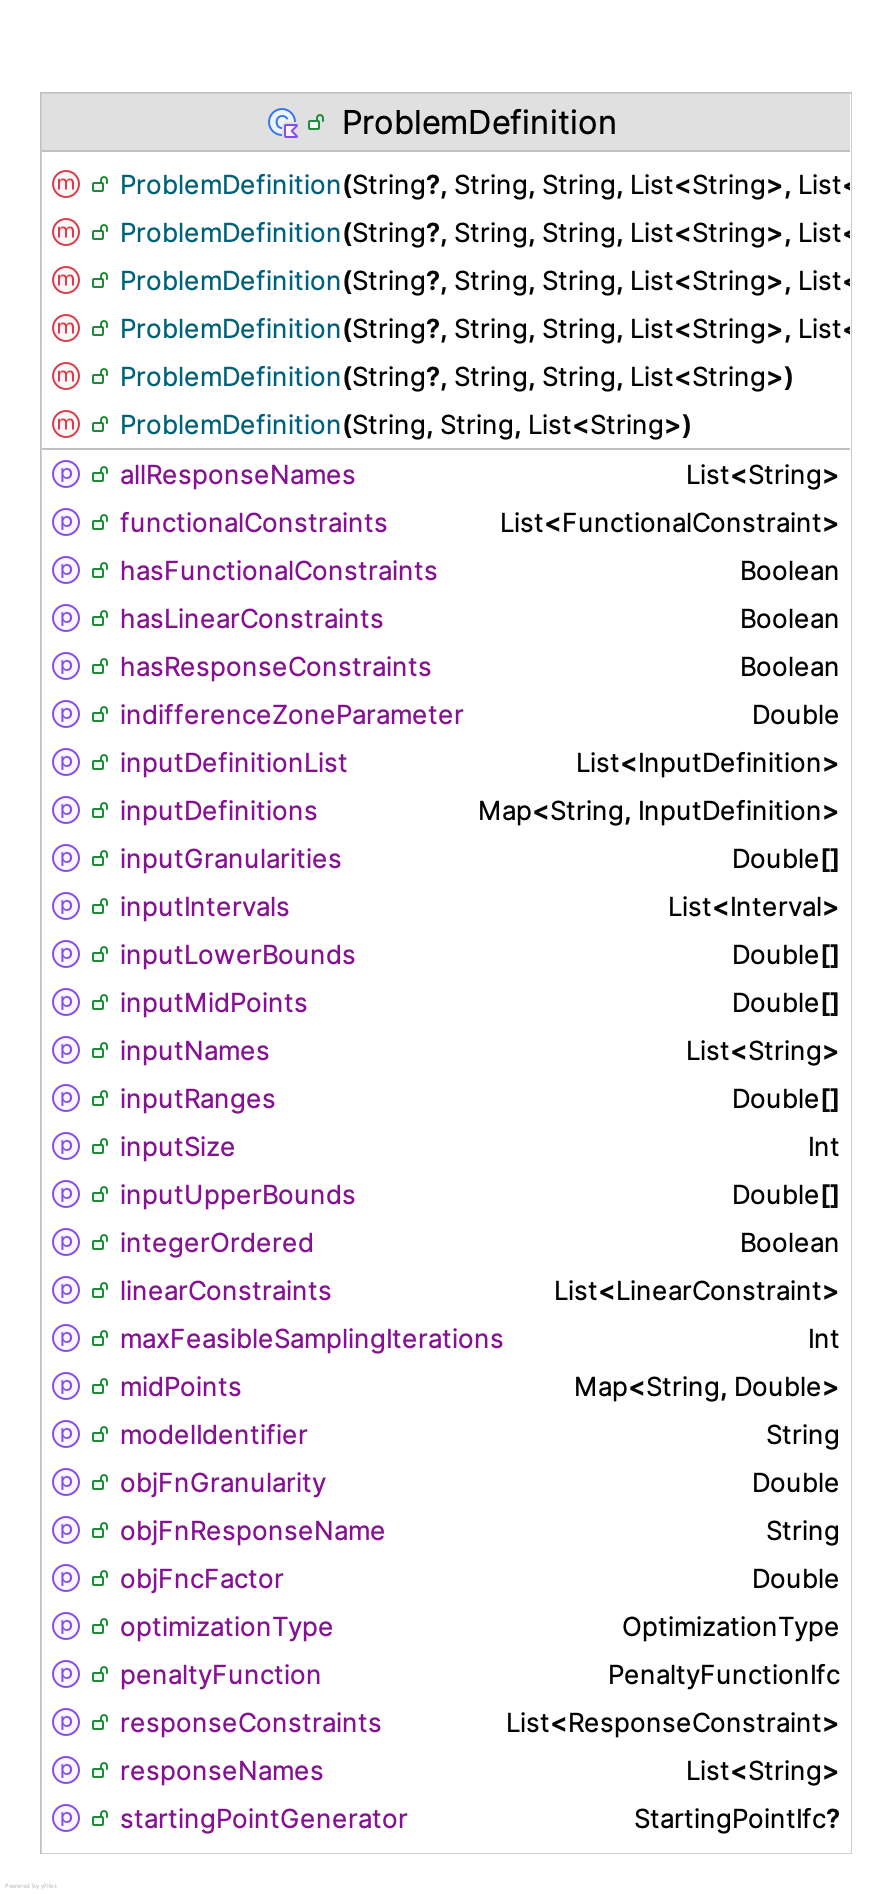 ProblemDefinition
ProblemDefinition(String?, String, String, List<String>, List<
ProblemDefinition(String?, String, String, List<String>, List<
ProblemDefinition(String?, String, String, List<String>, List<
ProblemDefinition(String?, String, String, List<String>, List<
ProblemDefinition(String?, String, String, List<String>)
ProblemDefinition(String, String, List<String>)
allResponseNames List<String>
functionalConstraints List<FunctionalConstraint>
hasFunctionalConstraints Boolean
hasLinearConstraints Boolean
hasResponseConstraints Boolean
indifferenceZoneParameter Double
inputDefinitionList List<InputDefinition>
inputDefinitions Map<String, InputDefinition>
inputGranularities Double[]
inputIntervals List<Interval>
inputLowerBounds Double[]
inputMidPoints Double[]
inputNames List<String>
inputRanges Double[]
inputSize Int
inputUpperBounds Double[]
integerOrdered Boolean
linearConstraints List<LinearConstraint>
maxFeasibleSamplingIterations Int
midPoints Map<String, Double>
modelIdentifier String
objFnGranularity Double
objFnResponseName String
objFncFactor Double
optimizationType OptimizationType
penaltyFunction PenaltyFunctionIfc
responseConstraints List<ResponseConstraint>
responseNames List<String>
startingPointGenerator StartingPointIfc?
Powered by yFiles